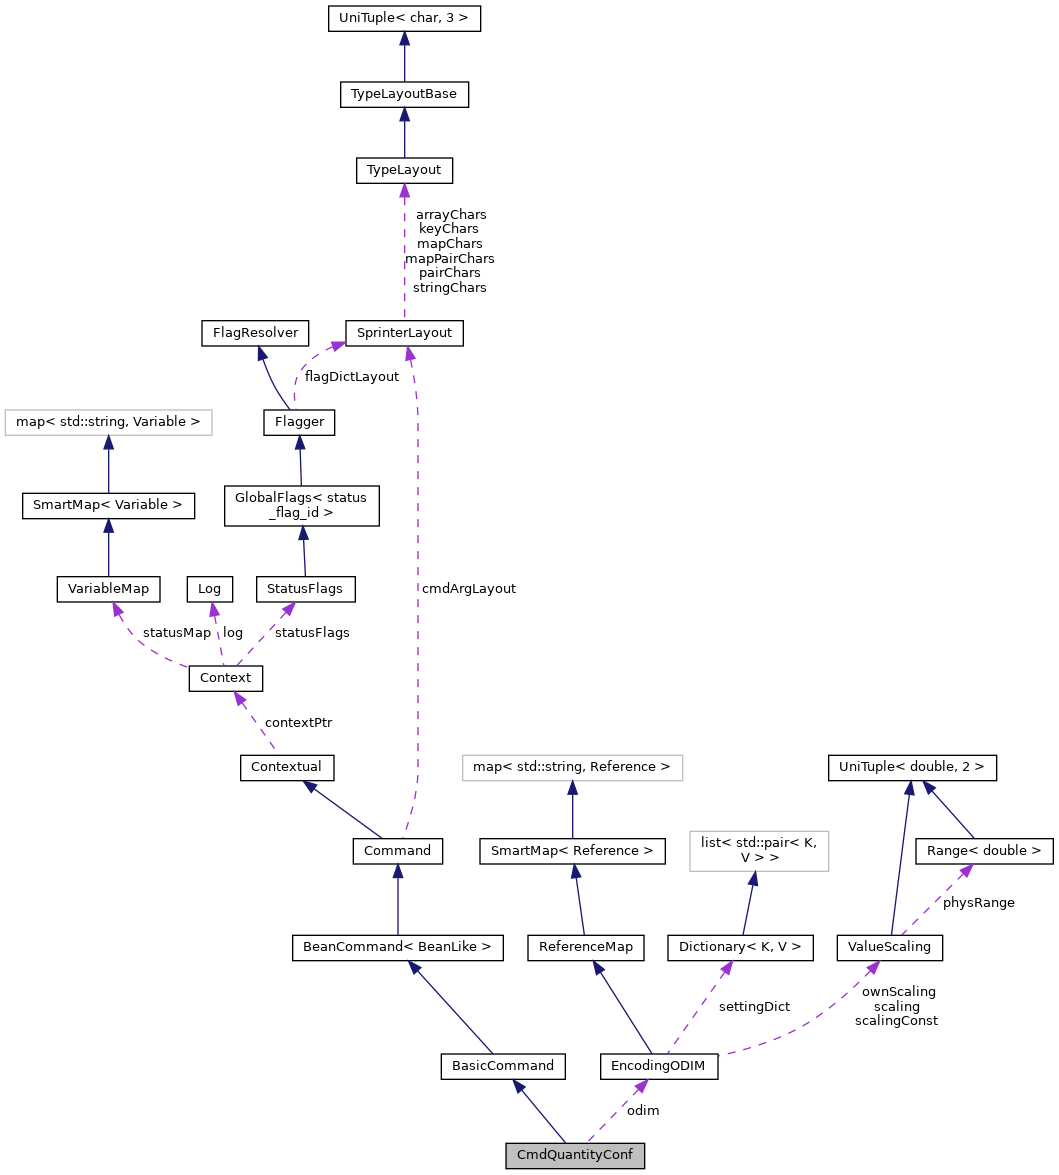 UniTuple< char, 3 >
TypeLayoutBase
TypeLayout
arrayChars
keyChars
mapChars
mapPairChars
pairChars
stringChars
FlagResolver
SprinterLayout
flagDictLayout
map< std::string, Variable >
Flagger
SmartMap< Variable >
GlobalFlags< status
_flag_id >
VariableMap
Log
StatusFlags
cmdArgLayout
statusMap
log
statusFlags
Context
contextPtr
Contextual
map< std::string, Reference >
UniTuple< double, 2 >
Command
SmartMap< Reference >
list< std::pair< K,
V > >
Range< double >
physRange
BeanCommand< BeanLike >
ReferenceMap
Dictionary< K, V >
ValueScaling
settingDict
ownScaling
scaling
scalingConst
BasicCommand
EncodingODIM
odim
CmdQuantityConf